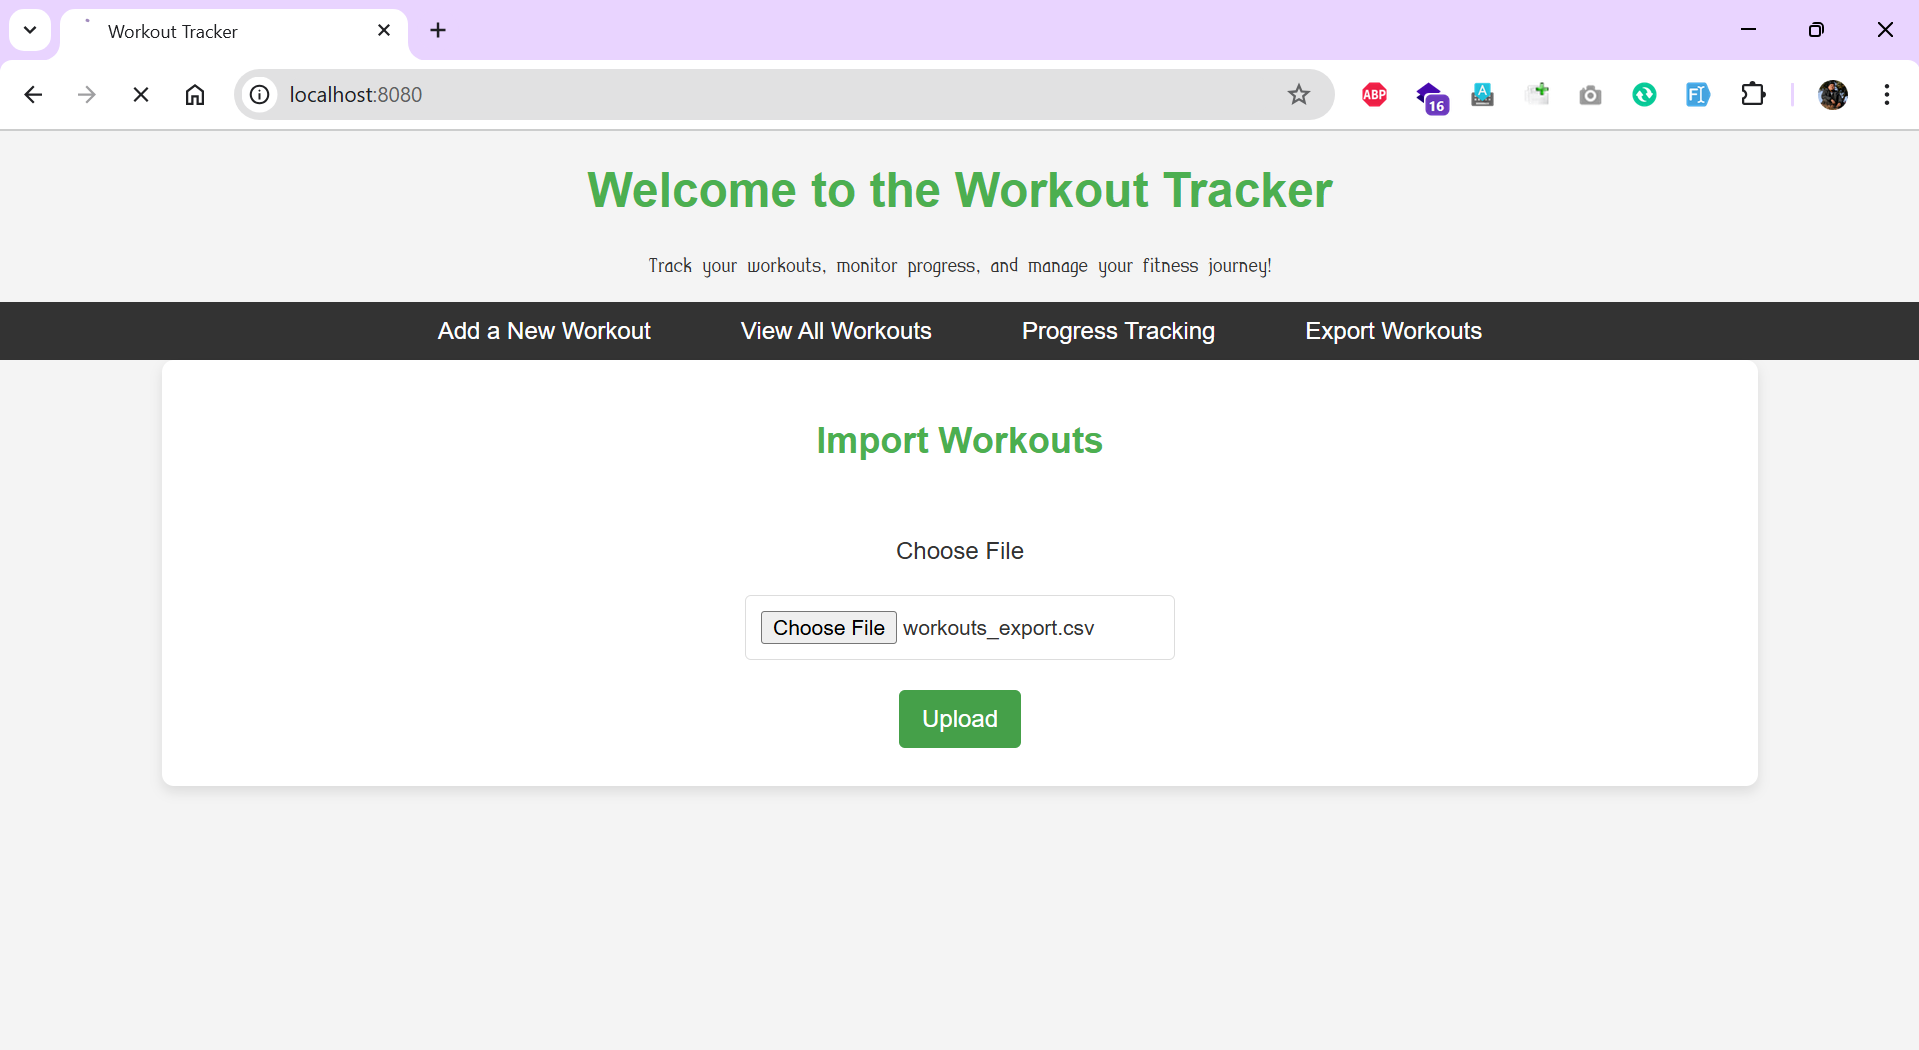 Workout Tracker
localhost:8080
ABP
16
A
FI
Welcome to the Workout Tracker
Track your workouts, monitor progress, and manage your fitness journey!
Add a New Workout View All Workouts Progress Tracking Export Workouts
Import Workouts
Choose File
Choose File workouts_export.csv
Upload